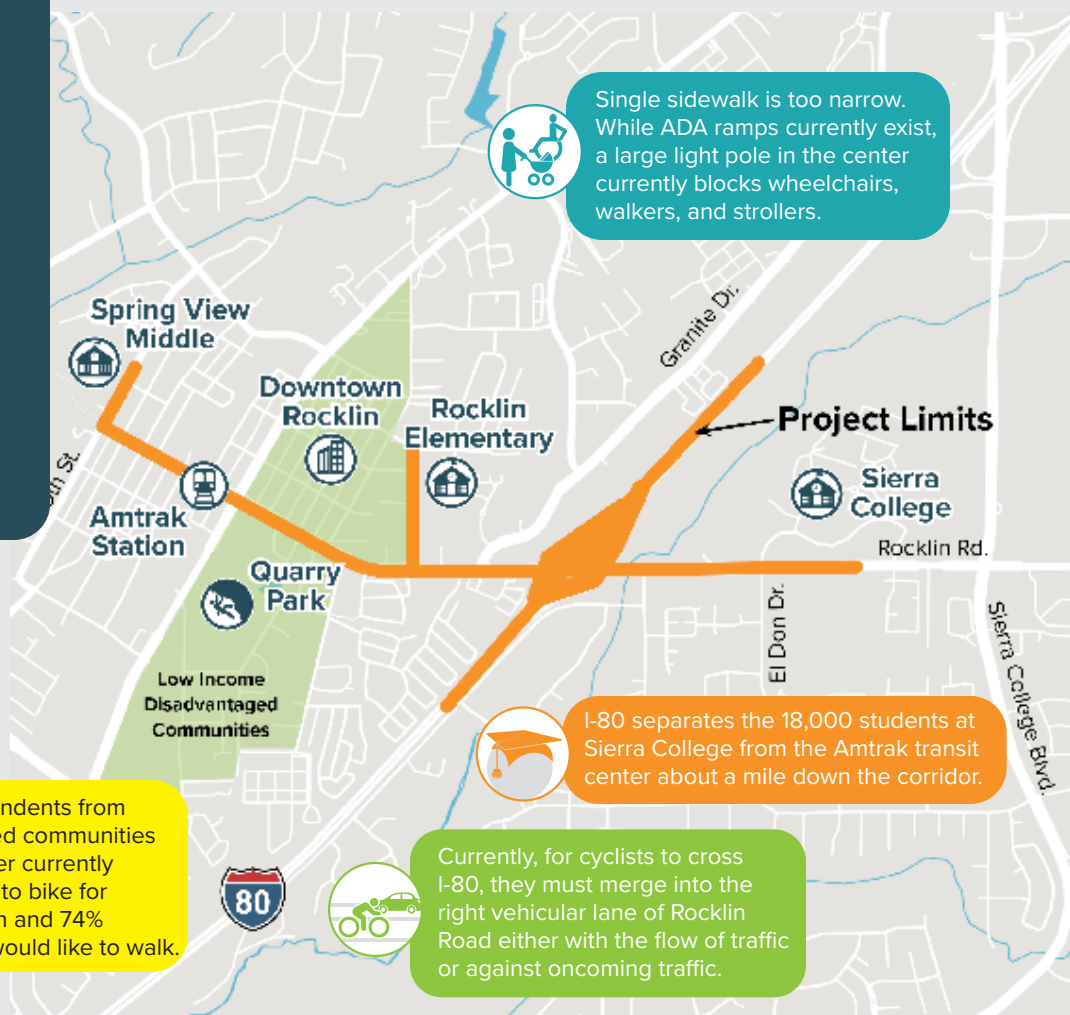 Single sidewalk is too narrow.
While ADA ramps currently exist,
a large light pole in the center
currently blocks wheelchairs,
walkers, and strollers.
Granite Dr.
Spring View
Middle
Downtown
Rocklin
Rocklin
Elementary
Project Limits
Sierra
College
St.
Amtrak
Station
Rocklin Rd.
Quarry
Park
El Don Dr.
Sierra College Blvd.
Low Income
Disadvantaged
Communities
I-80 separates the 18,000 students at
Sierra College from the Amtrak transit
center about a mile down the corridor.
from
communities
currently
to bike for
and 74%
would like to walk.
80
Currently, for cyclists to cross
I-80, they must merge into the
right vehicular lane of Rocklin
Road either with the flow of traffic
or against oncoming traffic.